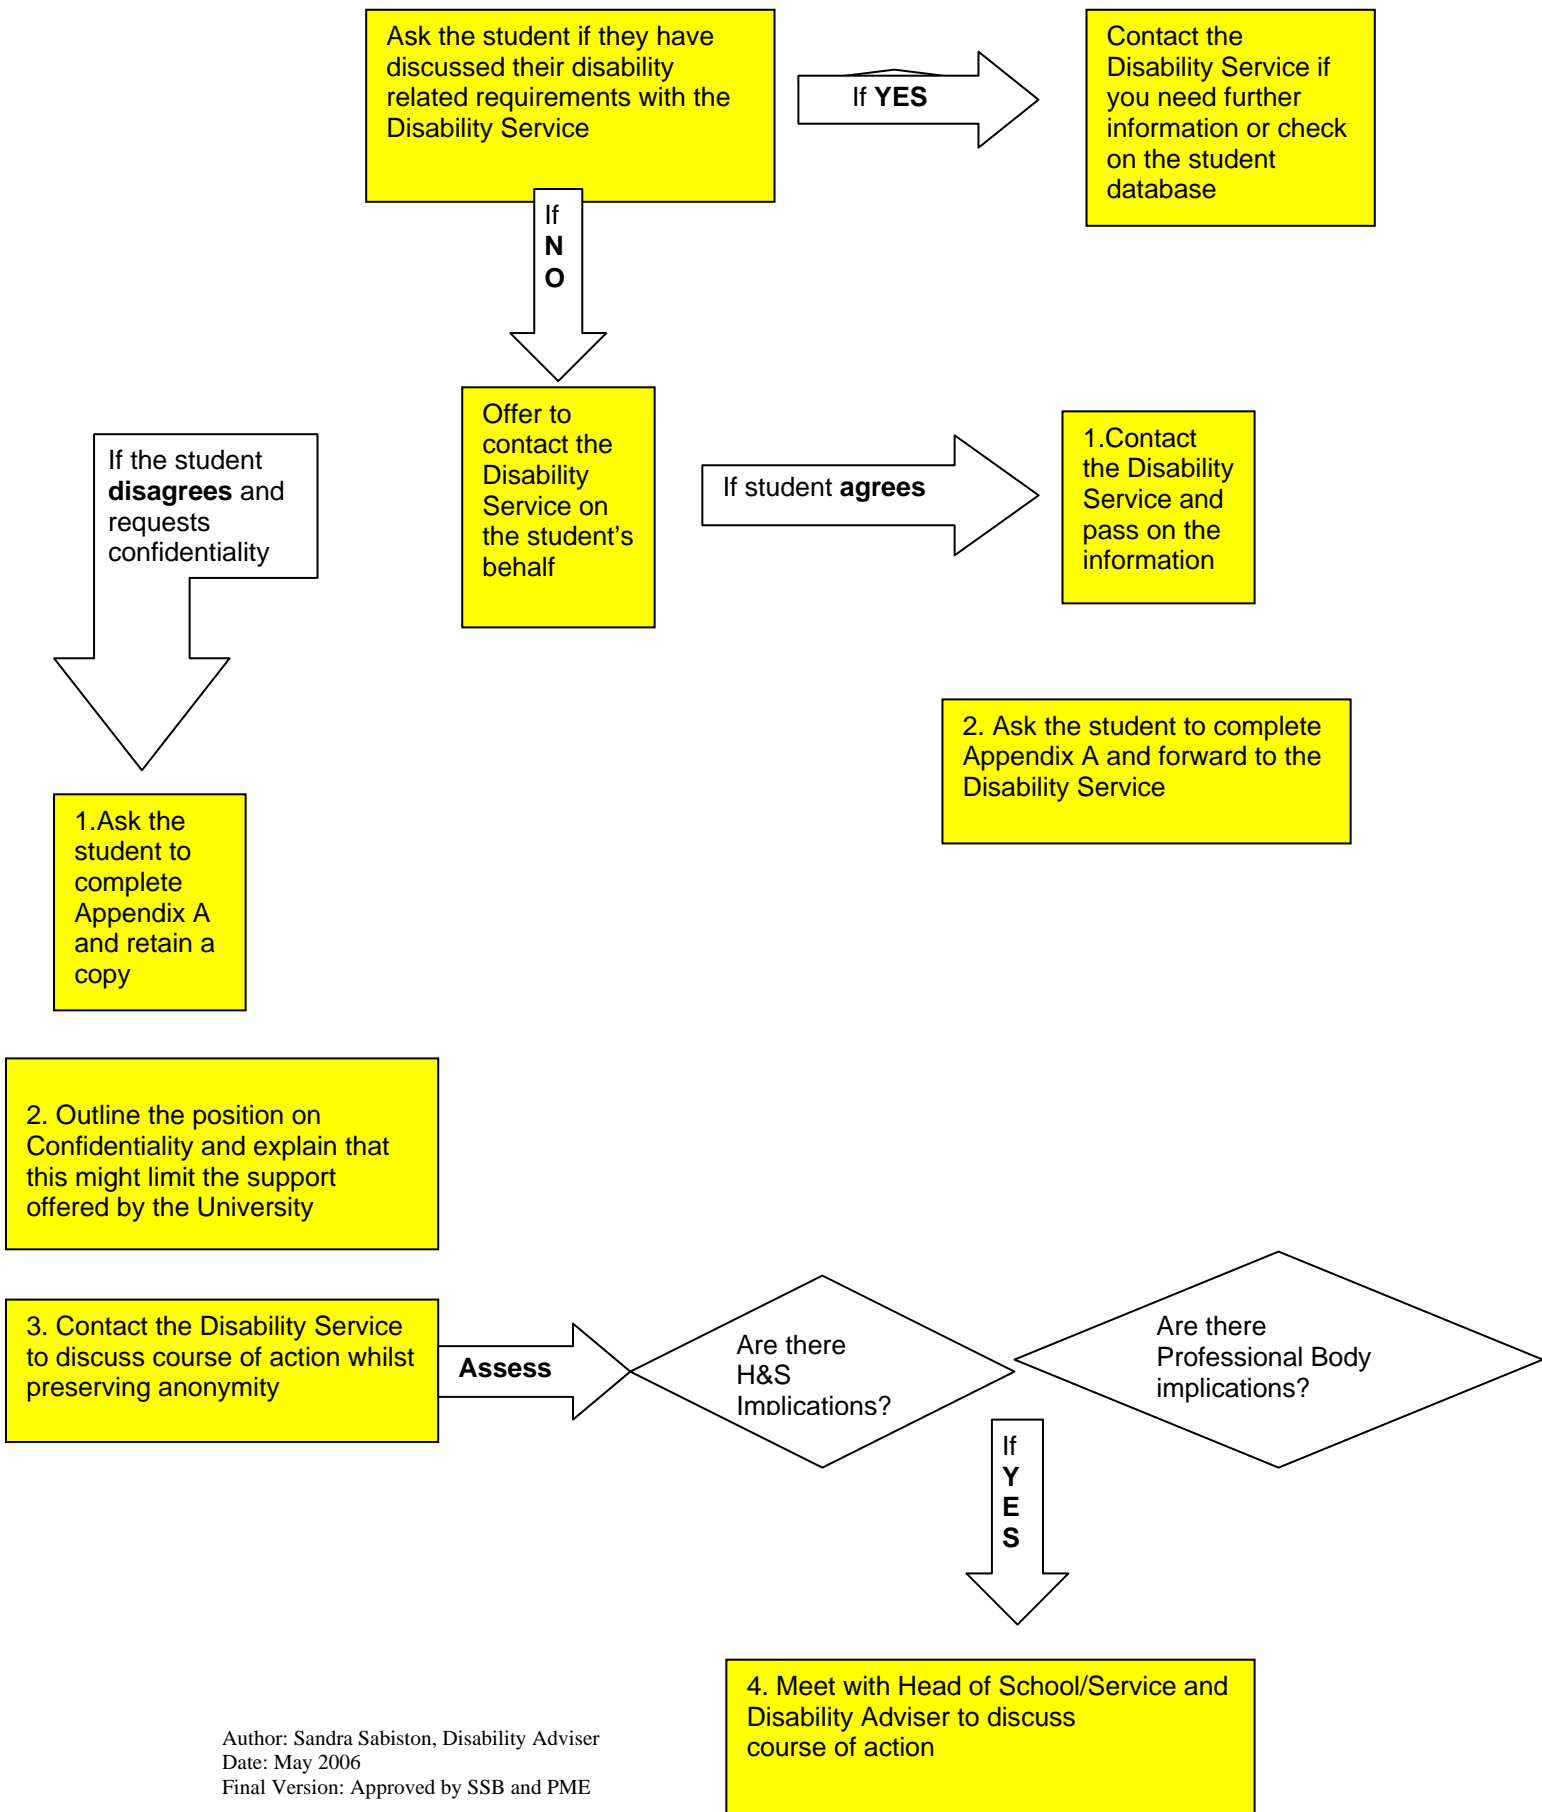 Ask the student if they have
discussed their disability
related requirements with the
Disability Service
If YES
Contact the
Disability Service if
you need further
information or check
on the student
database
If
N
O
Offer to
contact the
Disability
Service on
the student’s
behalf
If student agrees
1.Contact
the Disability
Service and
pass on the
information
2. Ask the student to complete
Appendix A and forward to the
Disability Service
If the student
disagrees and
requests
confidentiality
1.Ask the
student to
complete
Appendix A
and retain a
copy
2. Outline the position on
Confidentiality and explain that
this might limit the support
offered by the University
3. Contact the Disability Service
to discuss course of action whilst
preserving anonymity
Assess
Are there
H&S
Implications?
Are there
Professional Body
implications?
If
Y
E
S
4. Meet with Head of School/Service and
Disability Adviser to discuss
course of action
Author: Sandra Sabiston, Disability Adviser
Date: May 2006
Final Version: Approved by SSB and PME